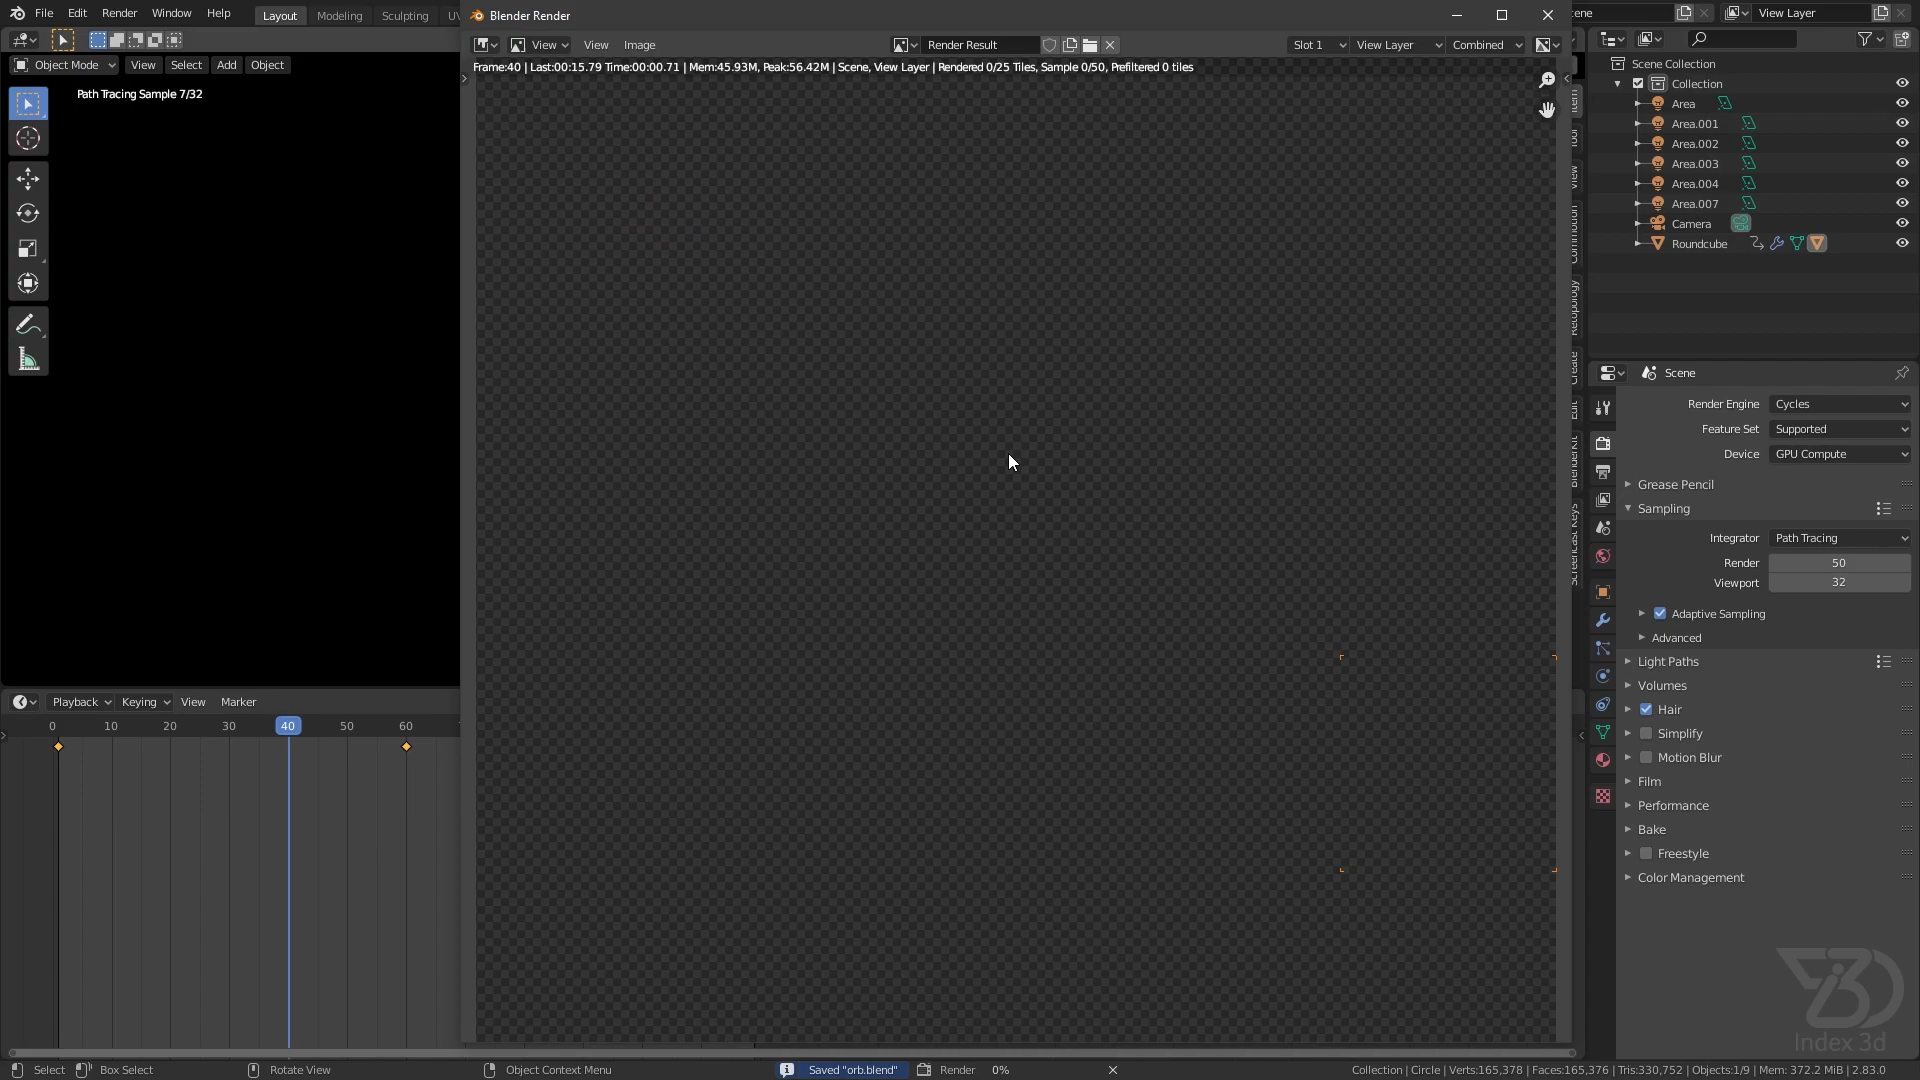 File Edit Render Window Help
Layout Modeling Sculpting UV
Blender Render
View Layer
Object Mode View Select Add Object
View View Image
Render Result
Slot 1 View Layer Combined
Frame:40 | Last:00:15.79 Time:00:00.71 | Mem:45.93M, Peak:56.42M | Scene, View Layer | Rendered 0/25 Tiles, Sample 0/50, Prefiltered 0 tiles
Path Tracing Sample 7/32
Scene Collection
Collection
Area
Area.001
Area.002
Area.003
Area.004
Area.007
Camera
Roundcube
View
Create
Edit
BlenderKit
Screencast Keys
Scene
Render Engine Cycles
Feature Set Supported
Device GPU Compute
Grease Pencil
Sampling
Integrator Path Tracing
Render 50
Viewport 32
Adaptive Sampling
Advanced
Light Paths
Volumes
Hair
Simplify
Motion Blur
Film
Performance
Bake
Freestyle
Color Management
Playback Keying View Marker
0 10 20 30 40 50 60
Index 3d
Select Box Select Rotate View Object Context Menu
Saved "orb.blend" Render 0%
Collection | Circle | Verts:165,378 | Faces:165,376 | Tris:330,752 | Objects:1/9 | Mem: 372.2 MiB | 2.83.0